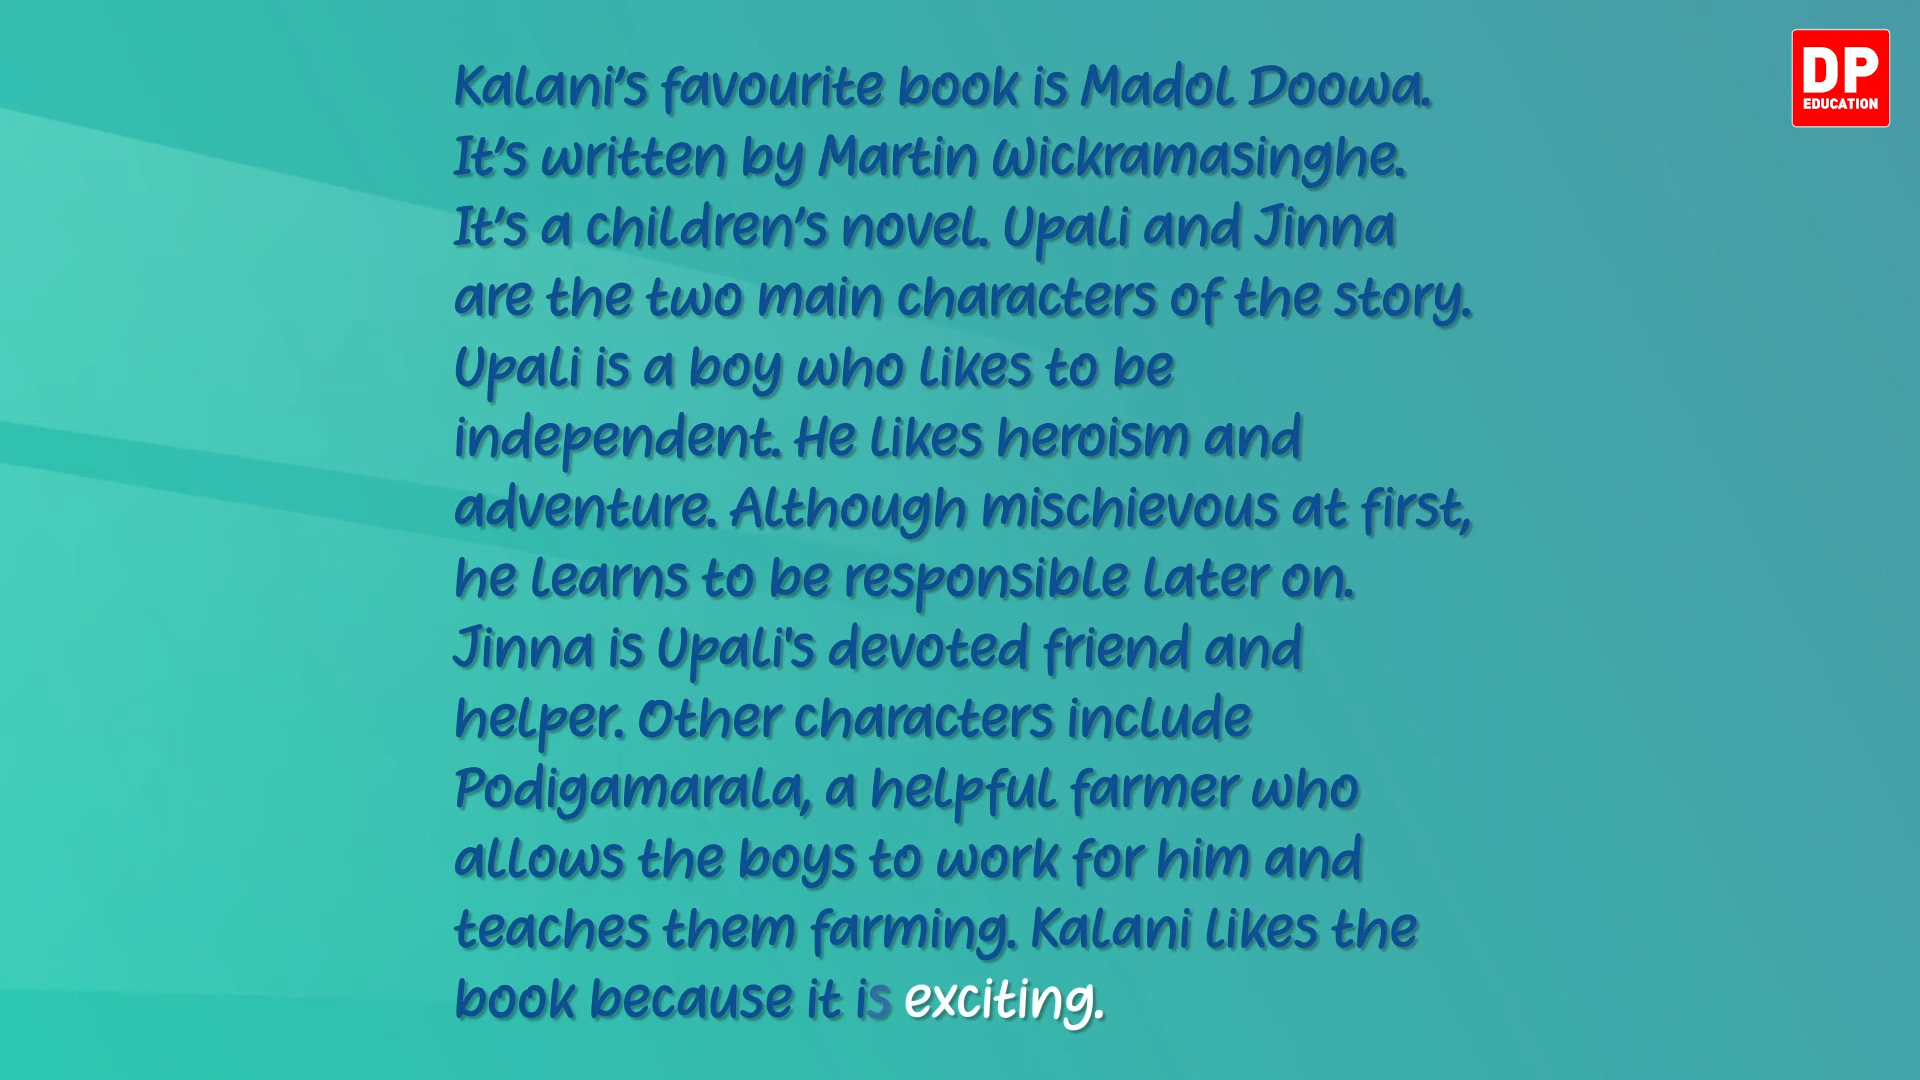 Kalani’s favourite book is Madol Doowa.
It’s written by Martin Wickramasinghe.
It’s a children’s novel. Upali and Jinna
are the two main characters of the story.
Upali is a boy who likes to be
independent. He likes heroism and
adventure. Although mischievous at first,
he learns to be responsible later on.
Jinna is Upali's devoted friend and
helper. Other characters include
Podigamarala, a helpful farmer who
allows the boys to work for him and
teaches them farming. Kalani likes the
book because it is exciting.
DP
EDUCATION